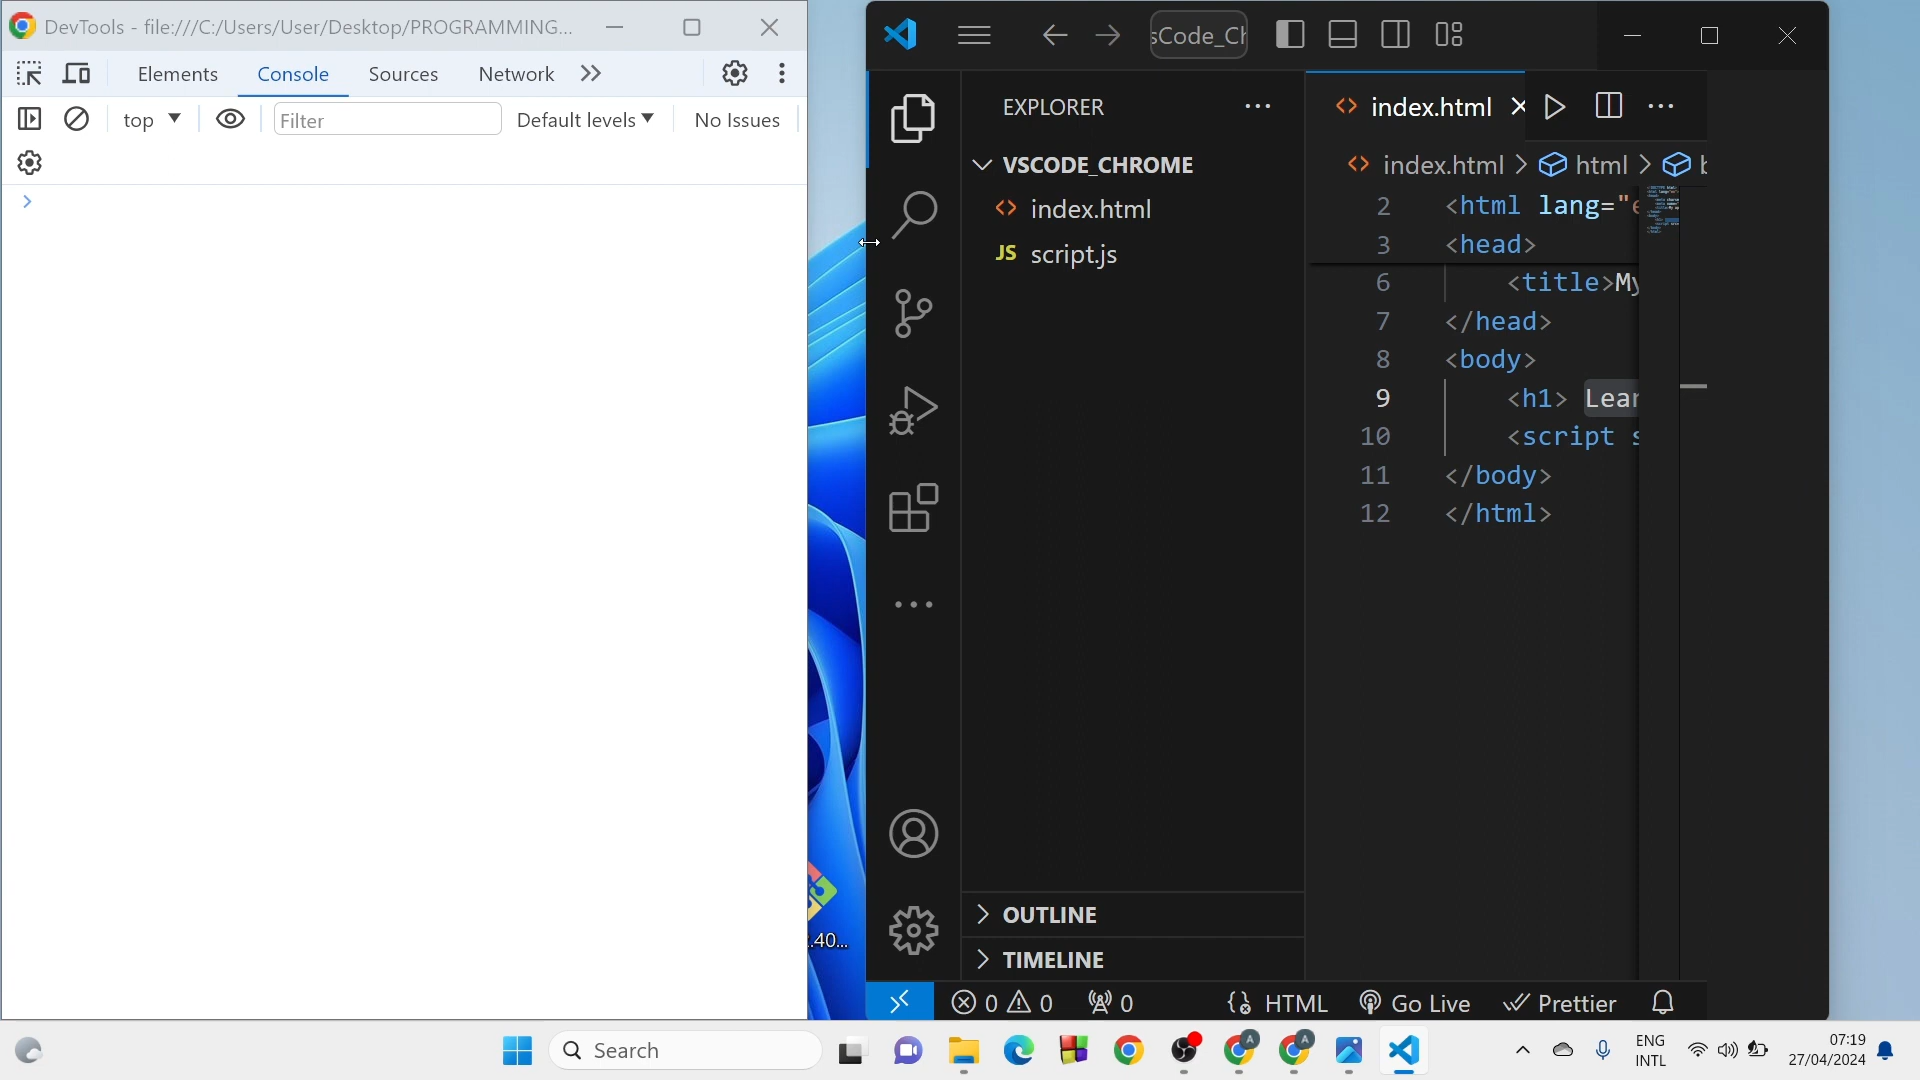 DevTools - file:///C:/Users/User/Desktop/PROGRAMMING...
Elements
Console
Sources
Network
top
Filter
Default levels
No Issues
.40...
EXPLORER
VSCODE_CHROME
index.html
JS script.js
OUTLINE
TIMELINE
index.html
index.html > html >
2 <html lang="
3 <head>
6 <title>My
7 </head>
8 <body>
9 <h1> Lear
10 <script s
11 </body>
12 </html>
0 0 0
HTML
Go Live
Prettier
Search
ENG
INTL
07:19
27/04/2024